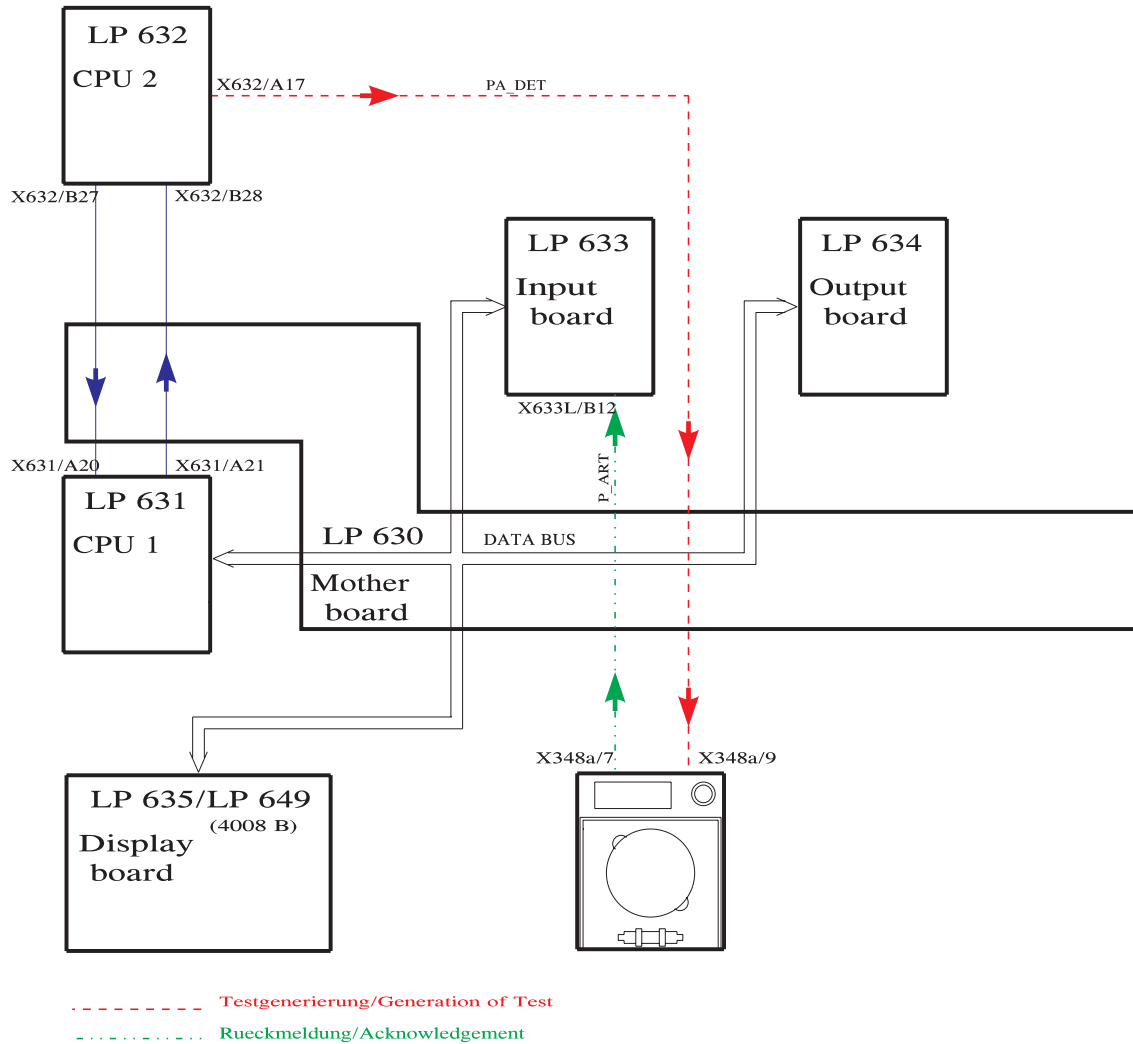 LP 632
CPU 2
X632/A17
PA_DET
X632/B27
X632/B28
LP 633
Input
board
LP 634
Output
board
X633L/B12
P_ART
X631/A20
X631/A21
LP 631
CPU 1
LP 630
DATA BUS
Mother
board
X348a/7
X348a/9
LP 635/LP 649
(4008 B)
Display
board
Testgenerierung/Generation of Test
Rueckmeldung/Acknowledgement